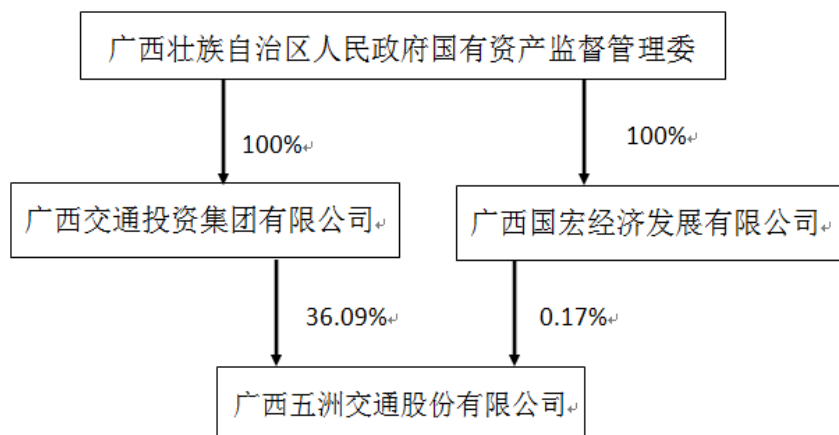 广西壮族自治区人民政府国有资产监督管理委
100%
100%
广西交通投资集团有限公司
广西国宏经济发展有限公司
36.09%
0.17%
广西五洲交通股份有限公司